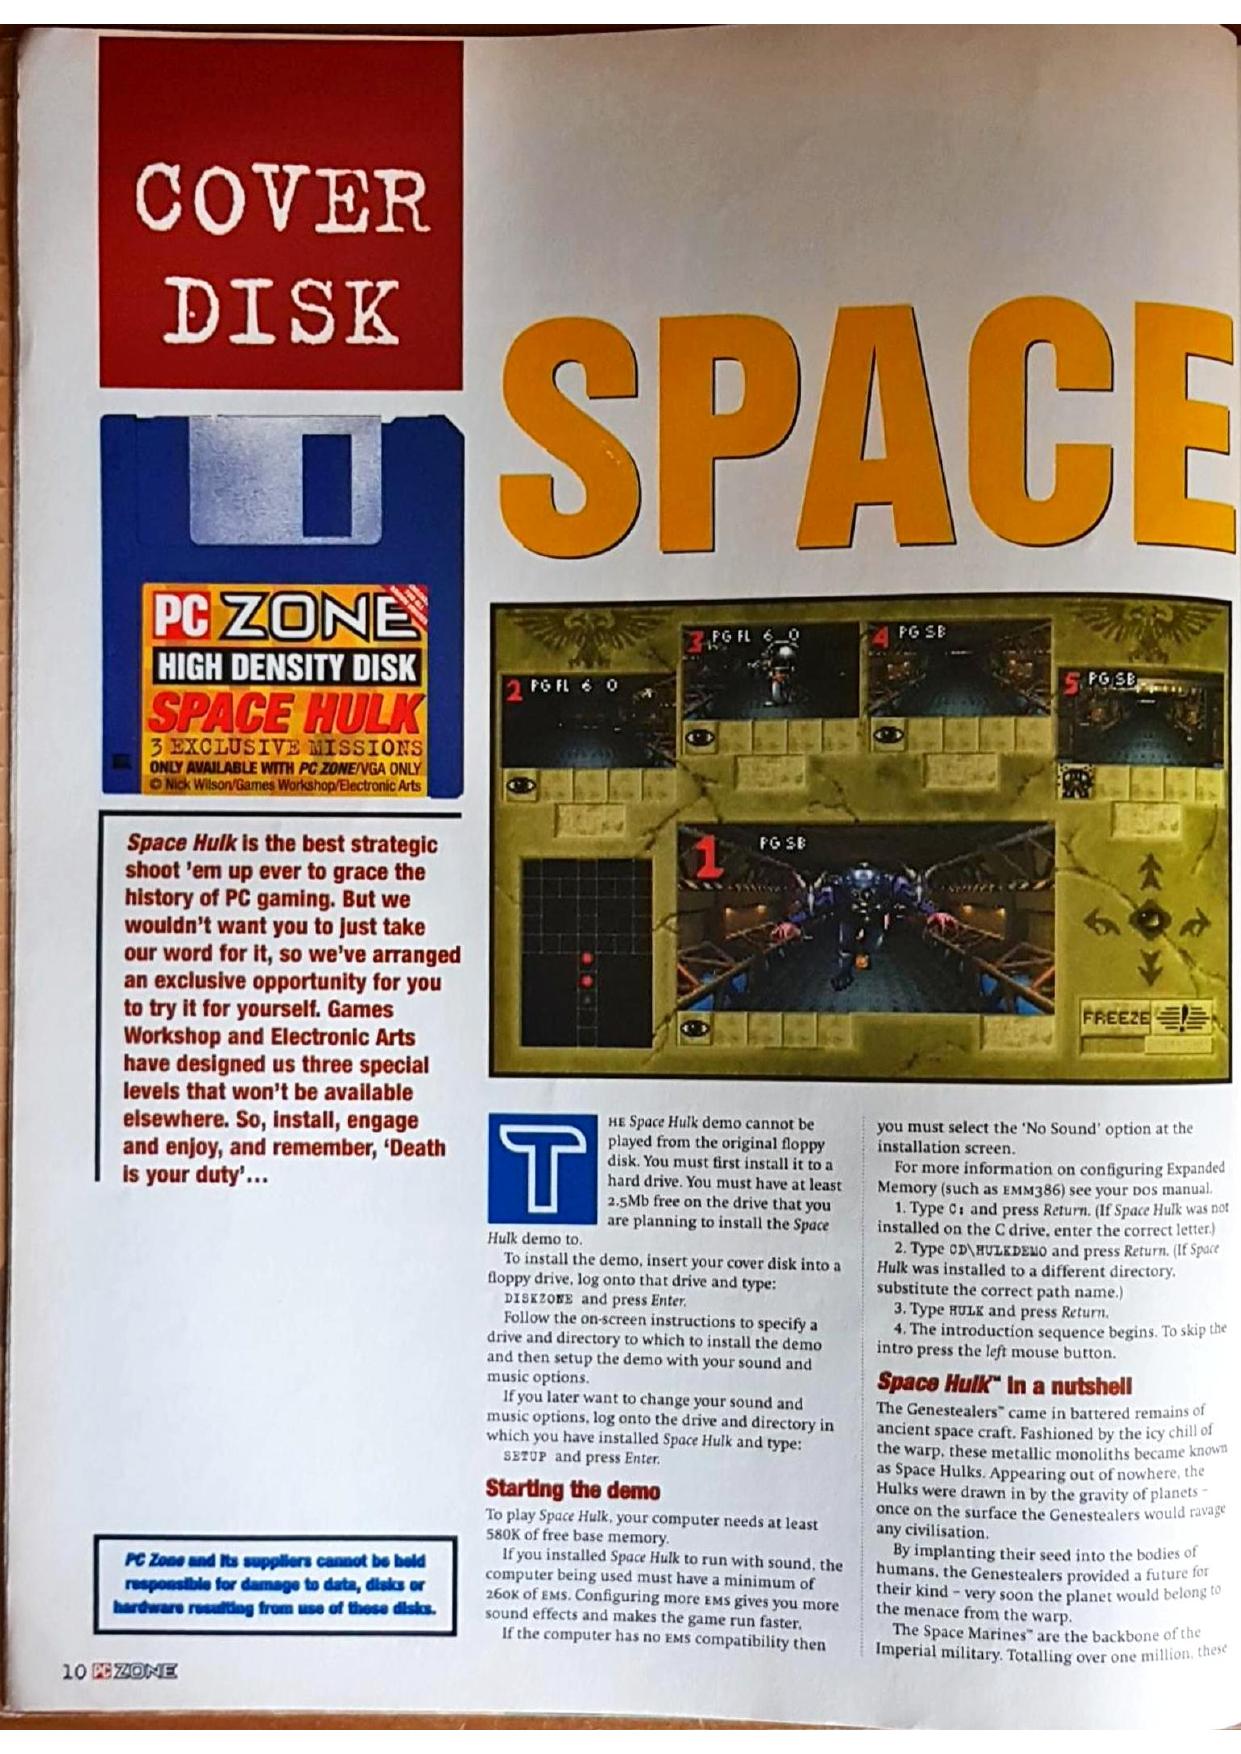 COVER
DISK
SPACE
PC ZONE
HIGH DENSITY DISK
SPACE HULK
3 EXCLUSIVE MISSIONS
ONLY AVAILABLE WITH PC ZONE/VGA ONLY
© Nick Wilson/Games Workshop/Electronic Arts
2 PG FL 6 0
3 PG FL 6 0
4 PG SB
5 PG SB
1 PG SB
FREEZE
Space Hulk is the best strategic
shoot 'em up ever to grace the
history of PC gaming. But we
wouldn't want you to just take
our word for it, so we've arranged
an exclusive opportunity for you
to try it for yourself. Games
Workshop and Electronic Arts
have designed us three special
levels that won't be available
elsewhere. So, install, engage
and enjoy, and remember, 'Death
is your duty'...
PC Zone and its suppliers cannot be held
responsible for damage to data, disks or
hardware resulting from use of these disks.
THE Space Hulk demo cannot be
played from the original floppy
disk. You must first install it to a
hard drive. You must have at least
2.5Mb free on the drive that you
are planning to install the Space
Hulk demo to.
To install the demo, insert your cover disk into a
floppy drive, log onto that drive and type:
DISKZONE and press Enter.
Follow the on-screen instructions to specify a
drive and directory to which to install the demo
and then setup the demo with your sound and
music options.
If you later want to change your sound and
music options, log onto the drive and directory in
which you have installed Space Hulk and type:
SETUP and press Enter.
Starting the demo
To play Space Hulk, your computer needs at least
580K of free base memory.
If you installed Space Hulk to run with sound, the
computer being used must have a minimum of
260K of EMS. Configuring more EMS gives you more
sound effects and makes the game run faster.
If the computer has no EMS compatibility then
you must select the 'No Sound' option at the
installation screen.
For more information on configuring Expanded
Memory (such as EMM386) see your DOS manual.
1. Type C: and press Return. (If Space Hulk was not
installed on the C drive, enter the correct letter.)
2. Type CD\HULKDEMO and press Return. (If Space
Hulk was installed to a different directory,
substitute the correct path name.)
3. Type HULK and press Return.
4. The introduction sequence begins. To skip the
intro press the left mouse button.
Space Hulk™ in a nutshell
The Genestealers™ came in battered remains of
ancient space craft. Fashioned by the icy chill of
the warp, these metallic monoliths became known
as Space Hulks. Appearing out of nowhere, the
Hulks were drawn in by the gravity of planets –
once on the surface the Genestealers would ravage
any civilisation.
By implanting their seed into the bodies of
humans, the Genestealers provided a future for
their kind – very soon the planet would belong to
the menace from the warp.
The Space Marines™ are the backbone of the
Imperial military. Totalling over one million, these
10 PC ZONE